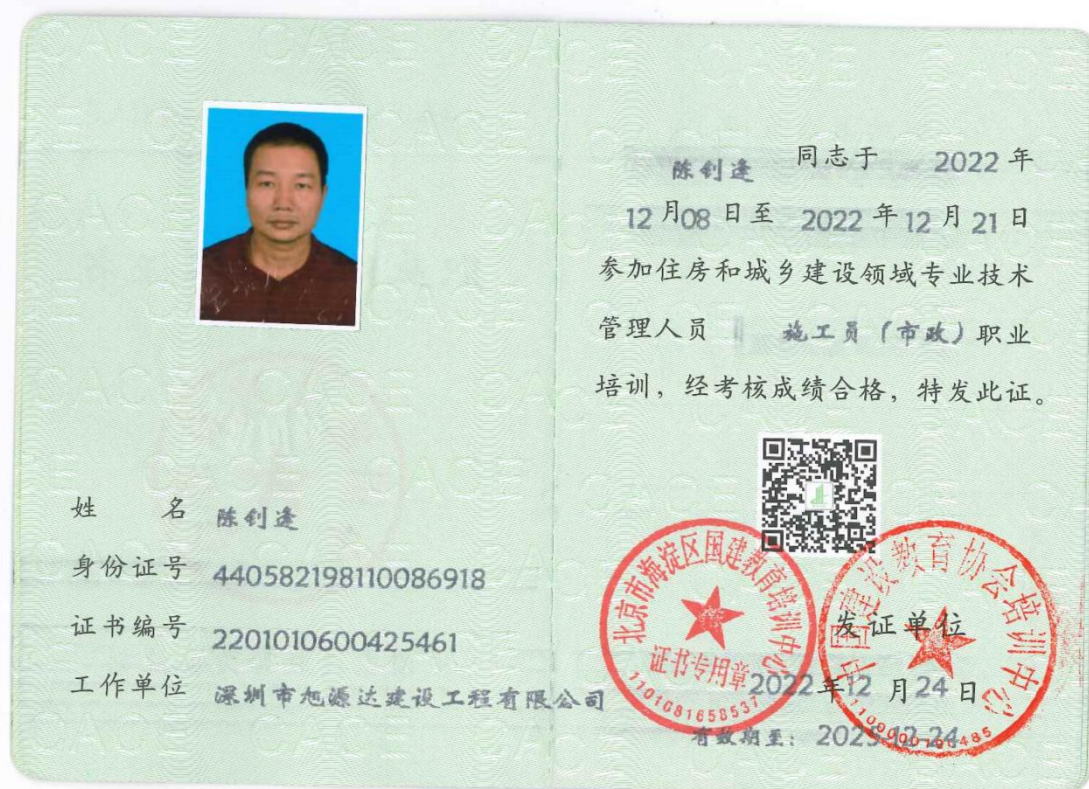 姓 名 陈钊逢
身份证号 440582198110086918
证书编号 2201010600425461
工作单位 深圳市旭源达建设工程有限公司
陈钊逢 同志于 2022 年
12 月 08 日至 2022 年 12 月 21 日
参加住房和城乡建设领域专业技术
管理人员 施工员（市政）职业
培训，经考核成绩合格，特发此证。
北京市海淀区国建教育培训中心
证书专用章
1101081658537
中国建设教育协会培训中心
发证单位
2022 年 12 月 24 日
有效期至：2025-12-24
CACE